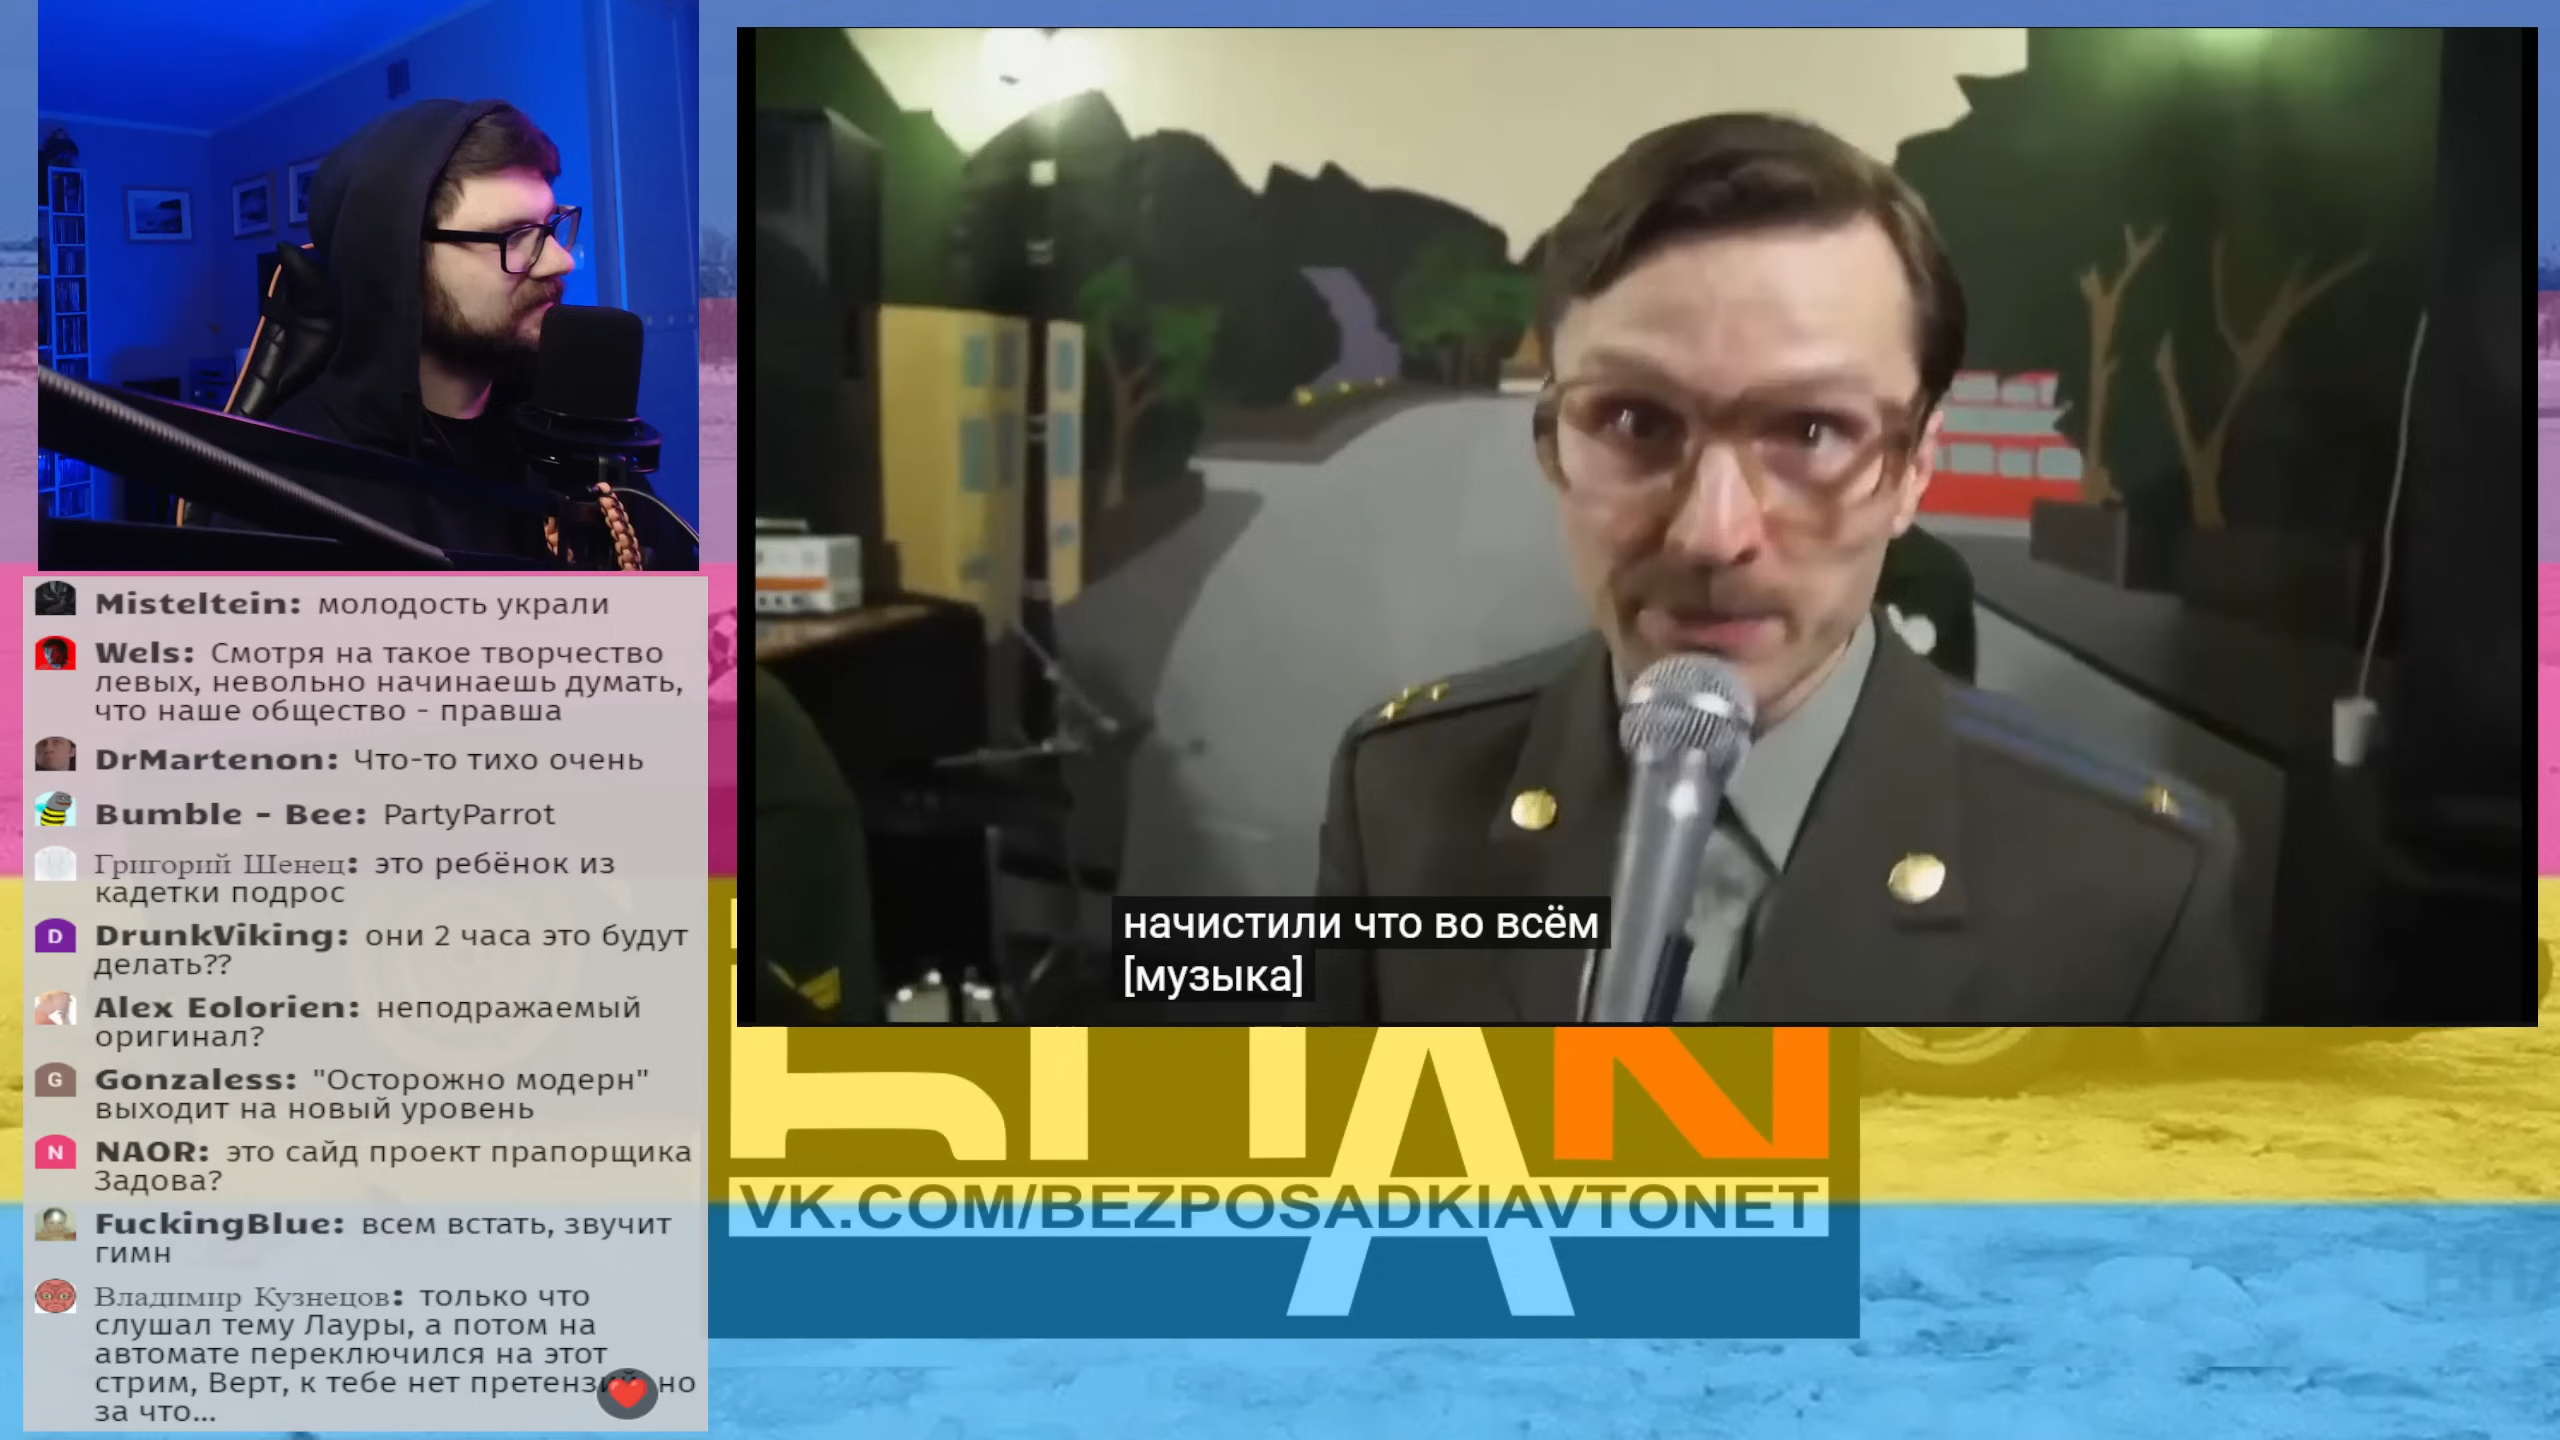 Misteltein: молодость украли
Wels: Смотря на такое творчество
левых, невольно начинаешь думать,
что наше общество - правша
DrMartenon: Что-то тихо очень
Bumble - Bee: PartyParrot
Григорий Шенец: это ребёнок из
кадетки подрос
D
DrunkViking: они 2 часа это будут
делать??
Alex Eolorien: неподражаемый
оригинал?
G
Gonzaless: "Осторожно модерн"
выходит на новый уровень
N
NAOR: это сайд проект прапорщика
Задова?
FuckingBlue: всем встать, звучит
гимн
Владимир Кузнецов: только что
слушал тему Лауры, а потом на
автомате переключился на этот
стрим, Верт, к тебе нет претензий, но
за что...
начистили что во всём
[музыка]
БПАN
VK.COM/BEZPOSADKIAVTONET